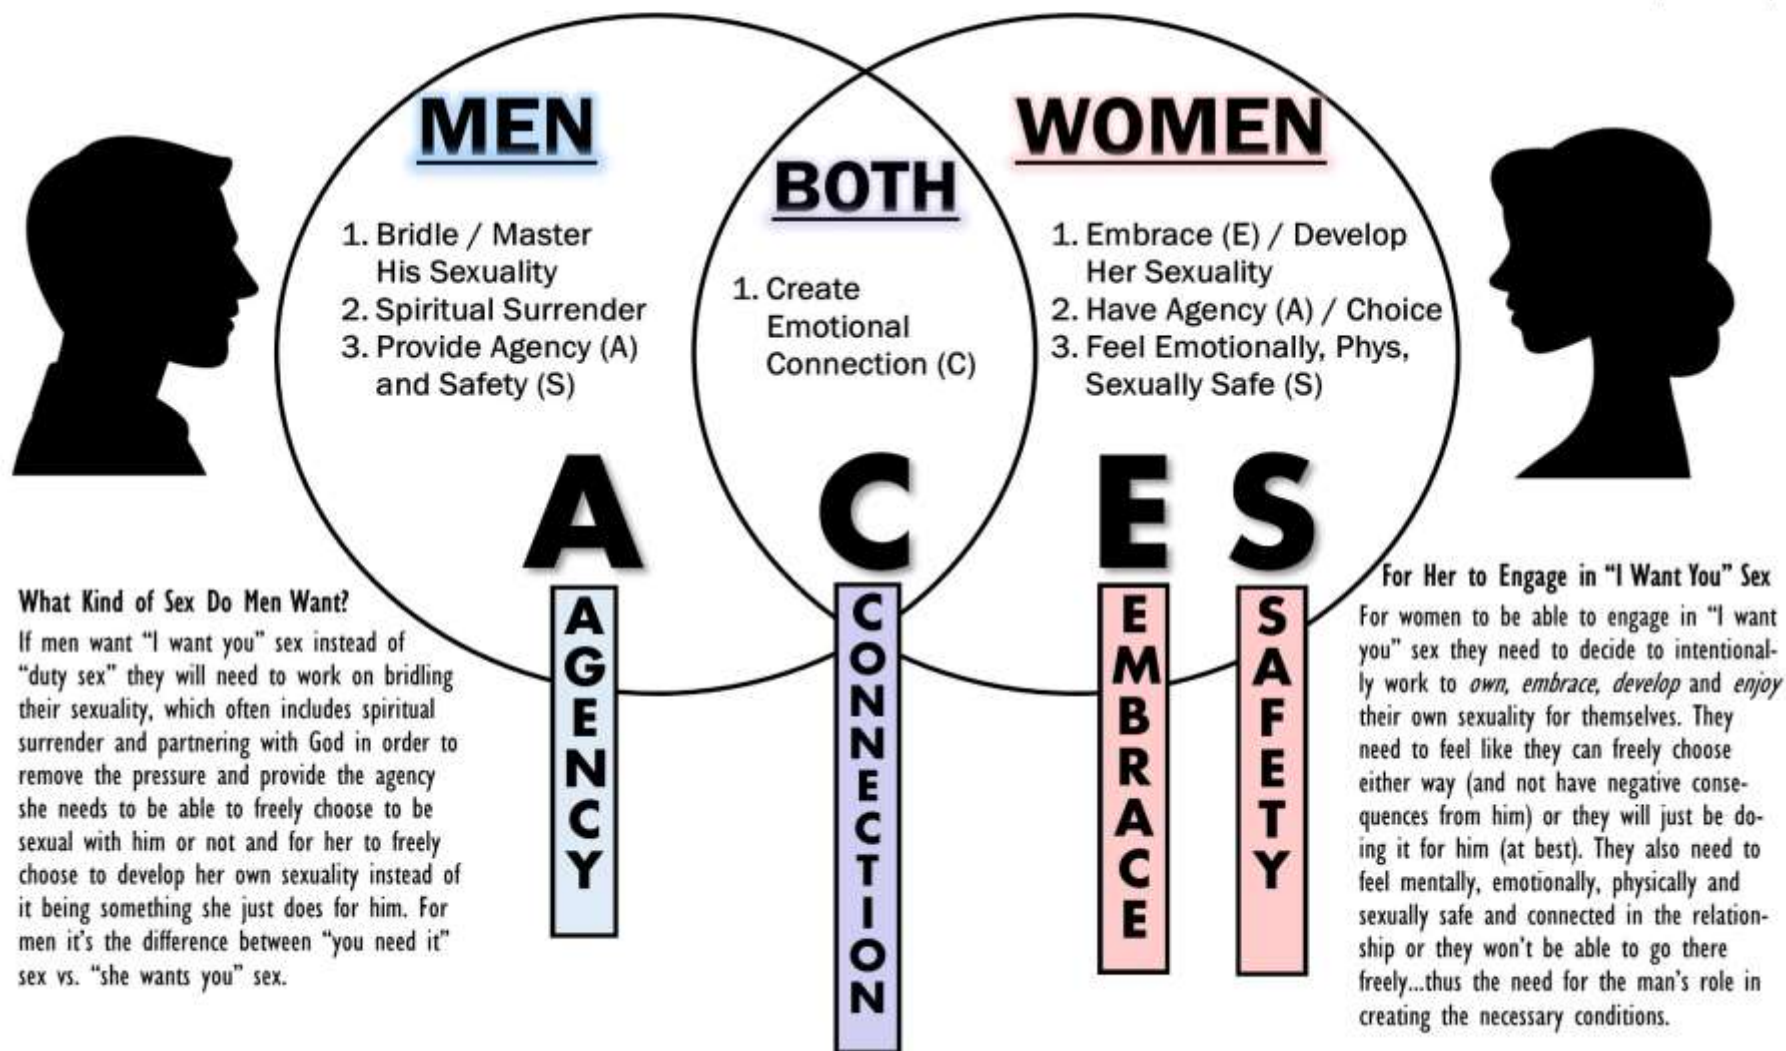 MEN
1. Bridle / Master
His Sexuality
2. Spiritual Surrender
3. Provide Agency (A)
and Safety (S)
BOTH
1. Create
Emotional
Connection (C)
WOMEN
1. Embrace (E) / Develop
Her Sexuality
2. Have Agency (A) / Choice
3. Feel Emotionally, Phys,
Sexually Safe (S)
A C E S
AGENCY
CONNECTION
EMBRACE
SAFETY
What Kind of Sex Do Men Want?
If men want “I want you” sex instead of
“duty sex” they will need to work on bridling
their sexuality, which often includes spiritual
surrender and partnering with God in order to
remove the pressure and provide the agency
she needs to be able to freely choose to be
sexual with him or not and for her to freely
choose to develop her own sexuality instead of
it being something she just does for him. For
men it’s the difference between “you need it”
sex vs. “she wants you” sex.
For Her to Engage in “I Want You” Sex
For women to be able to engage in “I want
you” sex they need to decide to intentional-
ly work to own, embrace, develop and enjoy
their own sexuality for themselves. They
need to feel like they can freely choose
either way (and not have negative conse-
quences from him) or they will just be do-
ing it for him (at best). They also need to
feel mentally, emotionally, physically and
sexually safe and connected in the relation-
ship or they won’t be able to go there
freely...thus the need for the man’s role in
creating the necessary conditions.